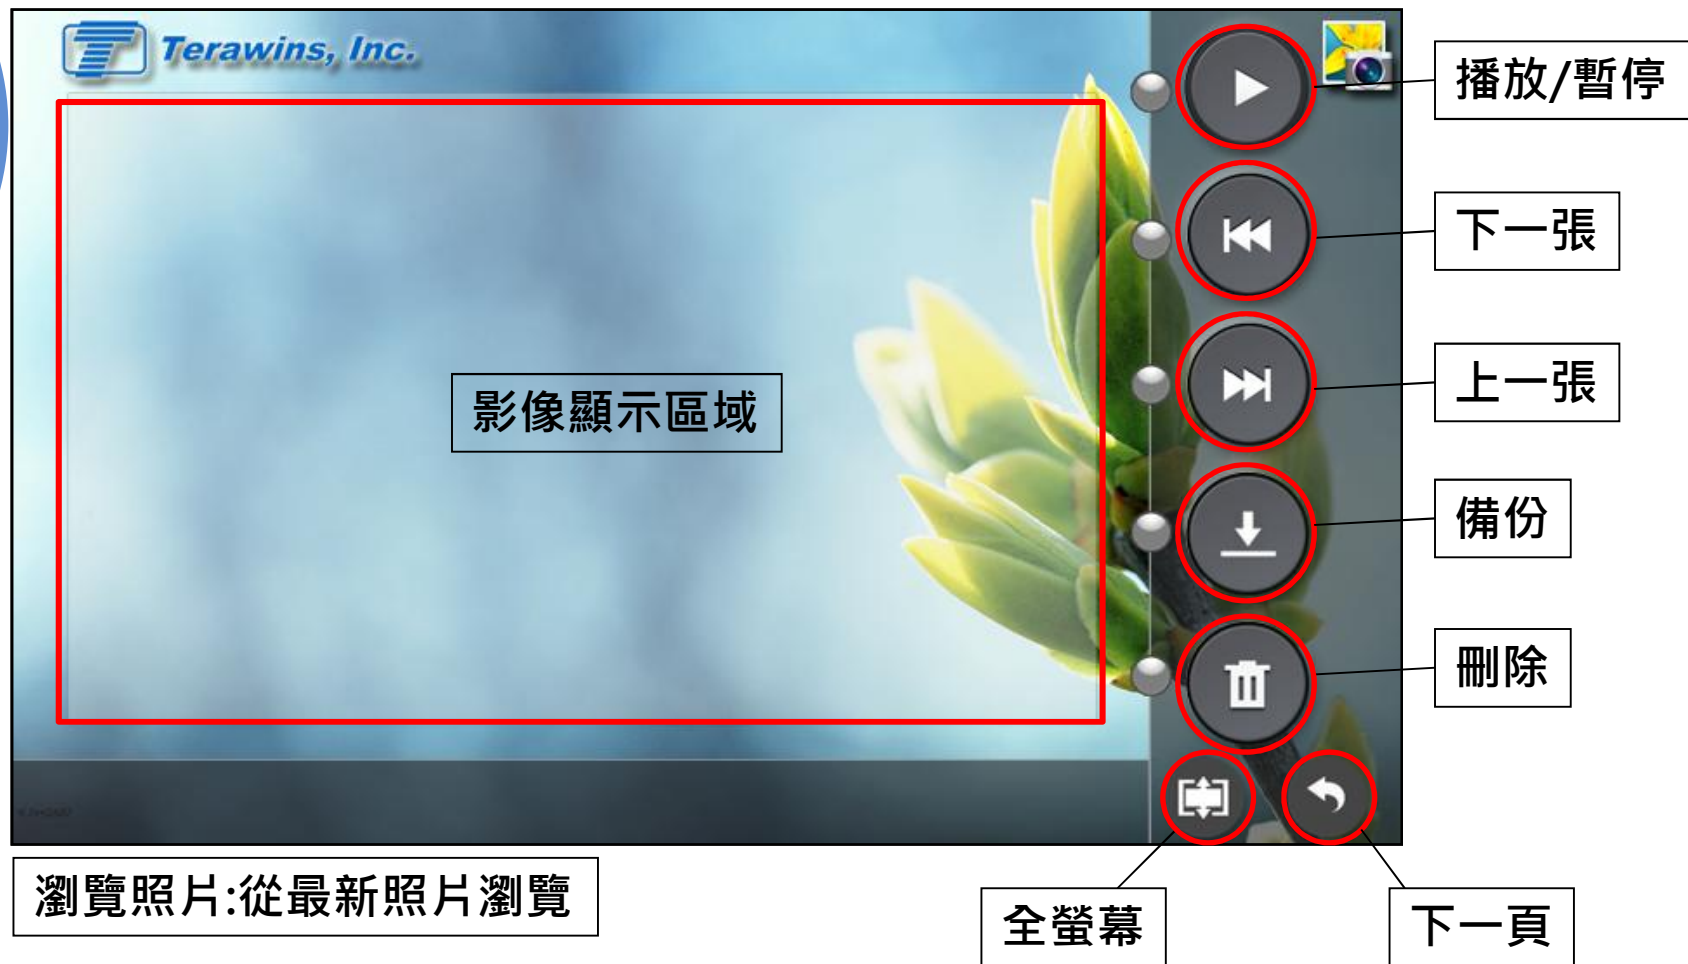 Terawins, Inc.
播放/暫停
下一張
上一張
影像顯示區域
備份
刪除
瀏覽照片:從最新照片瀏覽
全螢幕
下一頁